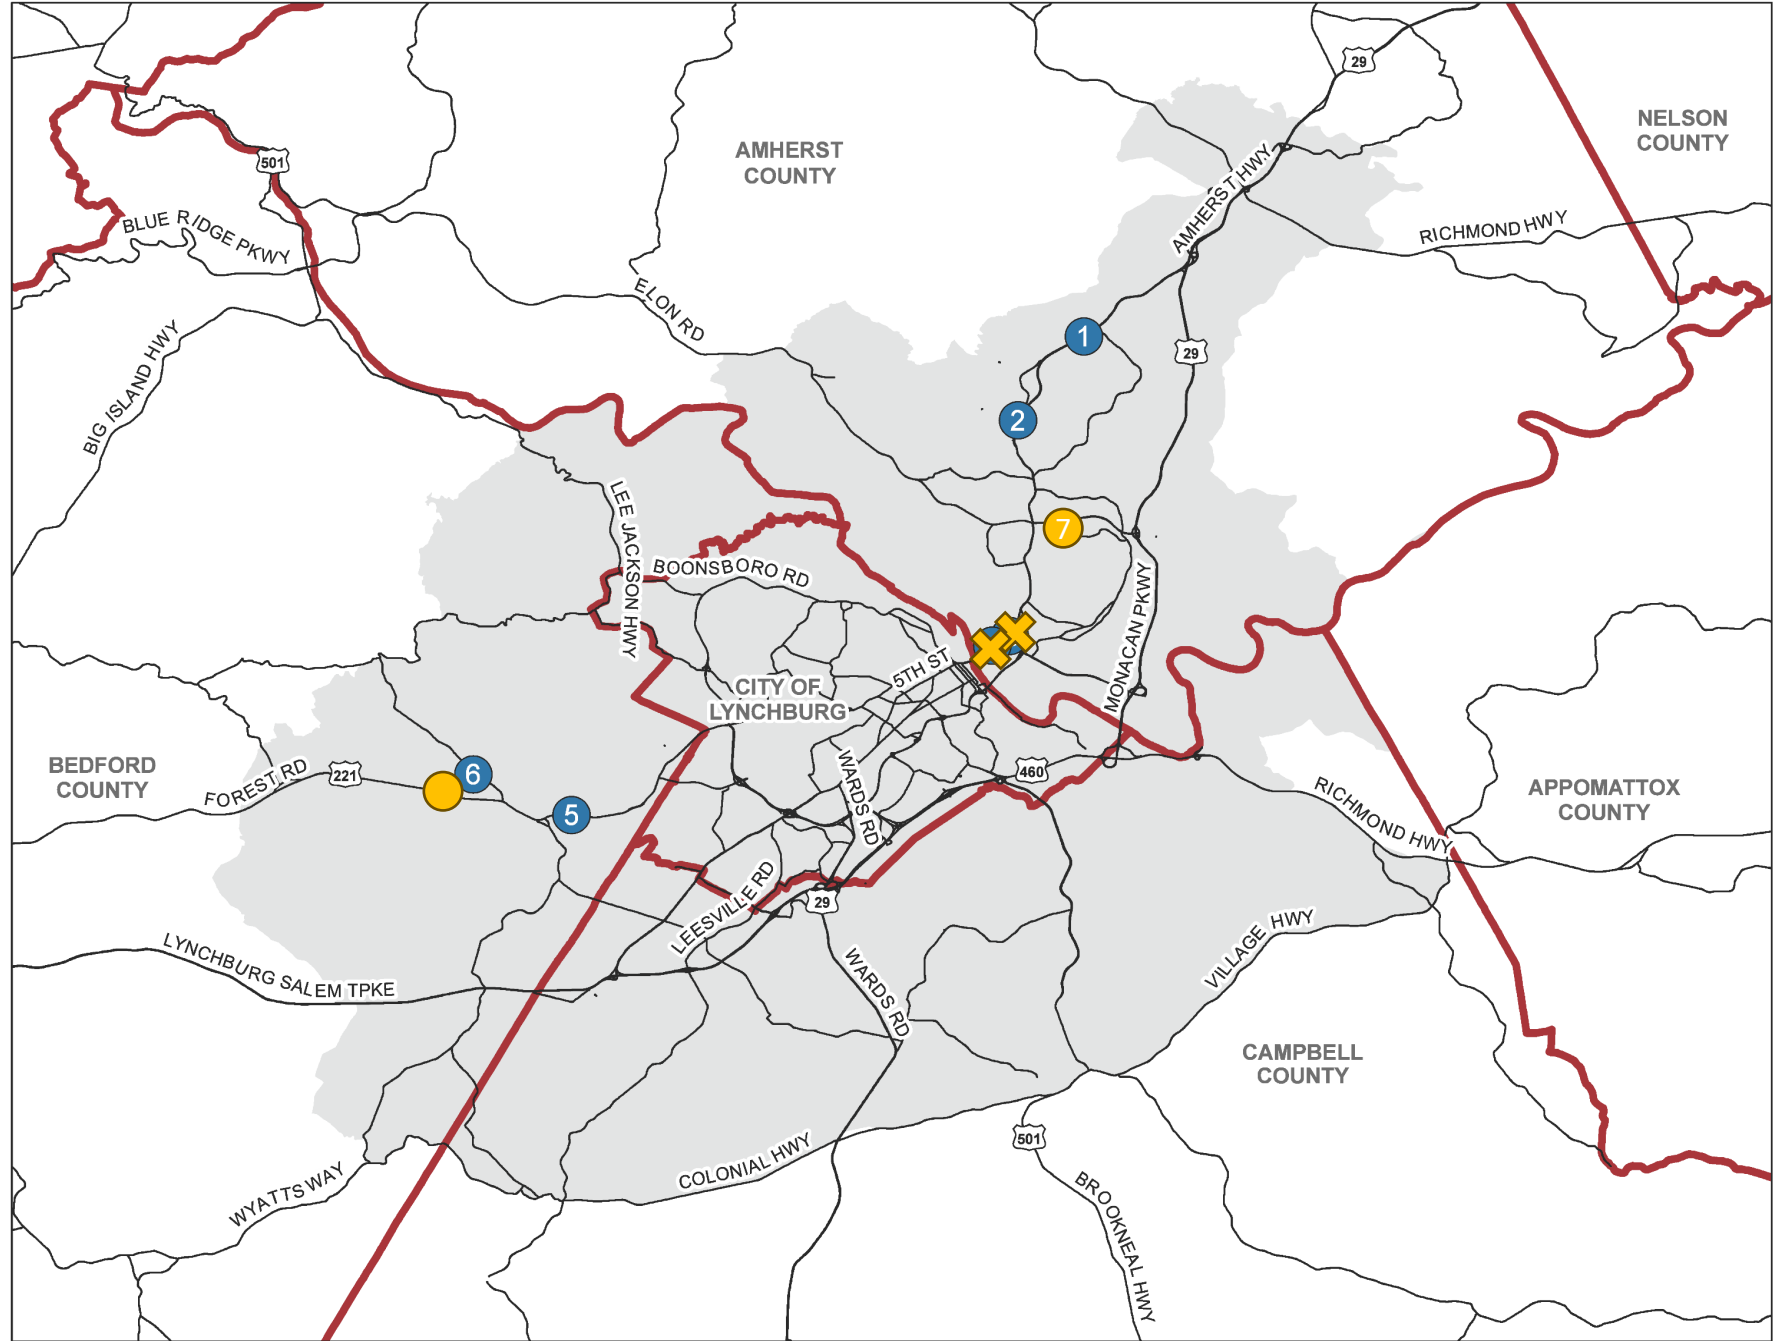 29
NELSON
COUNTY
AMHERST
COUNTY
501
AMHERST HWY
BLUE RIDGE PKWY
RICHMOND HWY
ELON RD
BIG ISLAND HWY
1
29
2
LEE JACKSON HWY
7
BOONSBORO RD
MONACAN PKWY
5TH ST
CITY OF
LYNCHBURG
BEDFORD
COUNTY
FOREST RD
221
6
5
WARDS RD
460
RICHMOND HWY
APPOMATTOX
COUNTY
LEESVILLE RD
29
LYNCHBURG SALEM TPKE
WARDS RD
VILLAGE HWY
CAMPBELL
COUNTY
501
COLONIAL HWY
WYATTS WAY
BROOKNEAL HWY